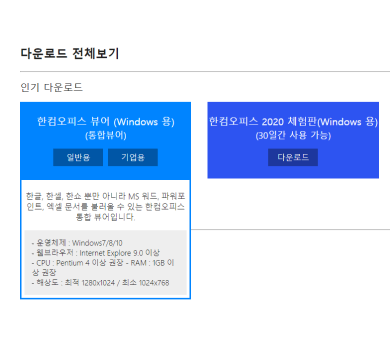 다운로드 전체보기
인기 다운로드
한컴오피스 뷰어 (Windows 용)
(통합뷰어)
일반용 기업용
한글, 한셀, 한쇼 뿐만 아니라 MS 워드, 파워포
인트, 엑셀 문서를 불러올 수 있는 한컴오피스
통합 뷰어입니다.
- 운영체제 : Windows7/8/10
- 웹브라우저 : Internet Explore 9.0 이상
- CPU : Pentium 4 이상 권장 - RAM : 1GB 이
상 권장
- 해상도 : 최적 1280x1024 / 최소 1024x768
한컴오피스 2020 체험판(Windows 용)
(30일간 사용 가능)
다운로드